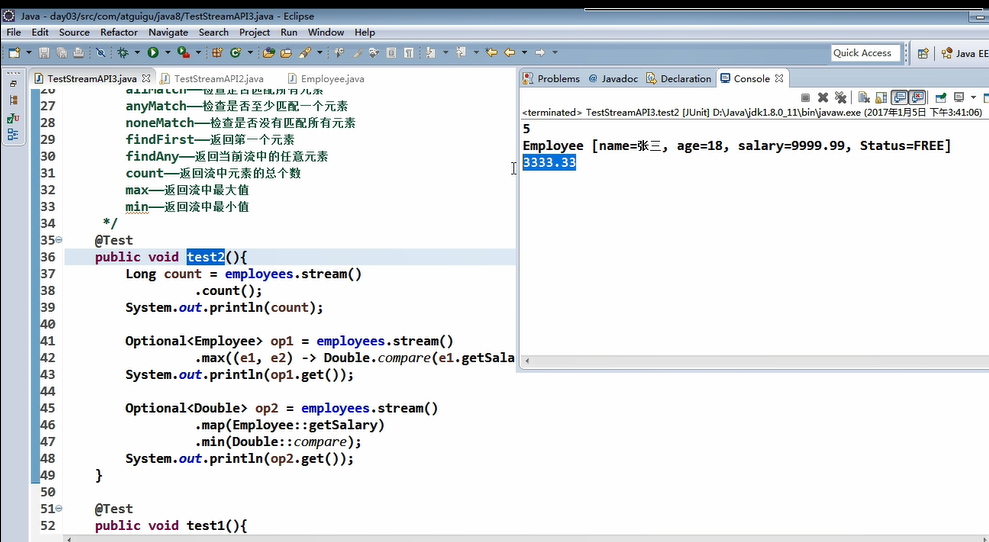 Java - day03/src/com/atguigu/java8/TestStreamAPI3.java - Eclipse
File Edit Source Refactor Navigate Search Project Run Window Help
Quick Access
Java EE
TestStreamAPI3.java TestStreamAPI2.java Employee.java
Problems Javadoc Declaration Console
<terminated> TestStreamAPI3.test2 [JUnit] D:\Java\jdk1.8.0_11\bin\javaw.exe (2017年1月5日 下午3:41:06)
5
Employee [name=张三, age=18, salary=9999.99, Status=FREE]
3333.33
26 allMatch——检查是否匹配所有元素
27 anyMatch——检查是否至少匹配一个元素
28 noneMatch——检查是否没有匹配所有元素
29 findFirst——返回第一个元素
30 findAny——返回当前流中的任意元素
31 count——返回流中元素的总个数
32 max——返回流中最大值
33 min——返回流中最小值
34 */
35 @Test
36 public void test2(){
37 Long count = employees.stream()
38 .count();
39 System.out.println(count);
40
41 Optional<Employee> op1 = employees.stream()
42 .max((e1, e2) -> Double.compare(e1.getSala
43 System.out.println(op1.get());
44
45 Optional<Double> op2 = employees.stream()
46 .map(Employee::getSalary)
47 .min(Double::compare);
48 System.out.println(op2.get());
49 }
50
51 @Test
52 public void test1(){